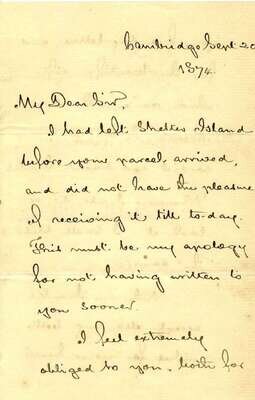 Cambridge Sept 20
1874.
My Dear Sir,
I had left Shelter Island
before your parcel arrived,
and did not have the pleasure
of receiving it till to-day.
This must be my apology
for not having written to
you sooner.
I feel extremely
obliged to you, both for